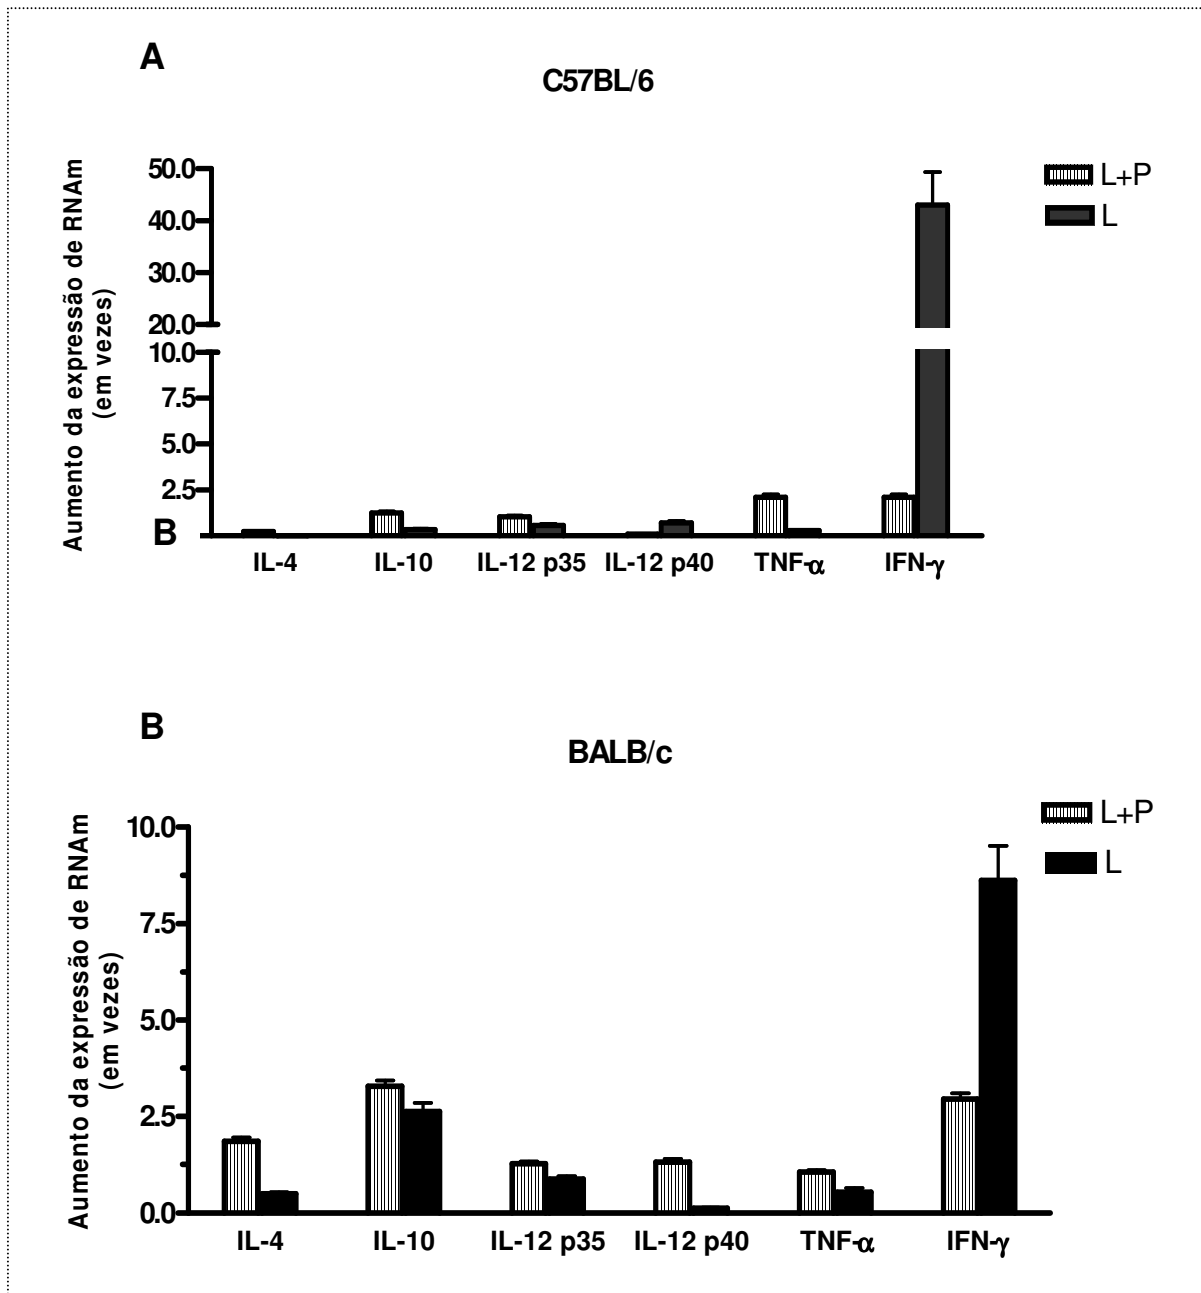 A
C57BL/6
Aumento da expressão de RNAm
(em vezes)
50.0
40.0
30.0
20.0
10.0
7.5
5.0
2.5
B
IL-4 IL-10 IL-12 p35 IL-12 p40 TNF-α IFN-γ
L+P
L
B
BALB/c
Aumento da expressão de RNAm
(em vezes)
10.0
7.5
5.0
2.5
0.0
IL-4 IL-10 IL-12 p35 IL-12 p40 TNF-α IFN-γ
L+P
L